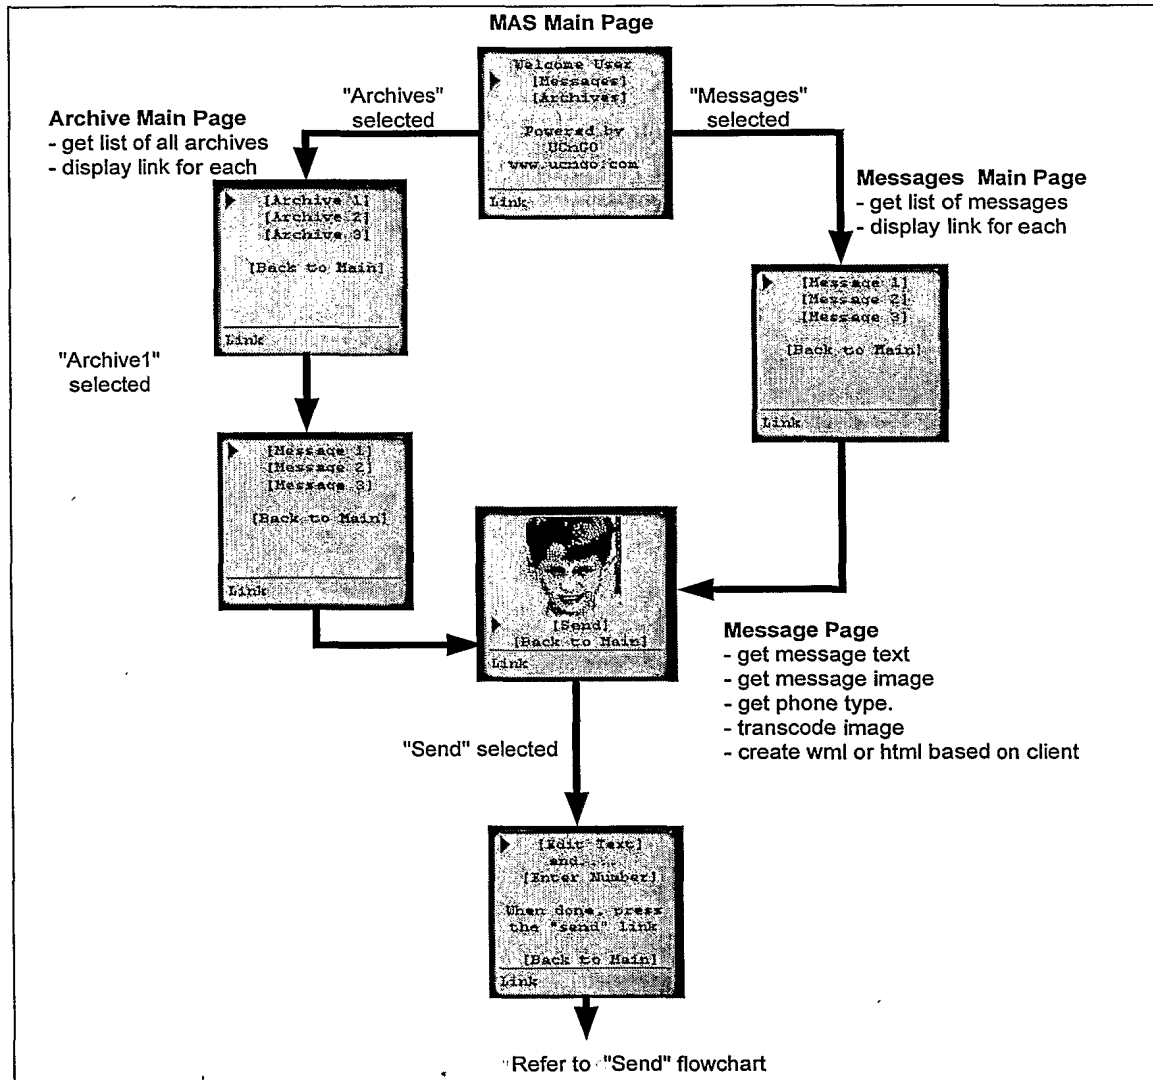 MAS Main Page
Welcome User
[Messages]
[Archives]
Powered by
UCnGO
www.ucngo.com
Link
"Archives"
selected
"Messages"
selected
Archive Main Page
- get list of all archives
- display link for each
[Archive 1]
[Archive 2]
[Archive 3]
[Back to Main]
Link
Messages Main Page
- get list of messages
- display link for each
[Message 1]
[Message 2]
[Message 3]
[Back to Main]
Link
"Archive1"
selected
[Message 1]
[Message 2]
[Message 3]
[Back to Main]
Link
[Send]
[Back to Main]
Link
Message Page
- get message text
- get message image
- get phone type.
- transcode image
- create wml or html based on client
"Send" selected
[Edit Text]
and....
[Enter Number]
When done, press
the "send" link
[Back to Main]
Link
Refer to "Send" flowchart